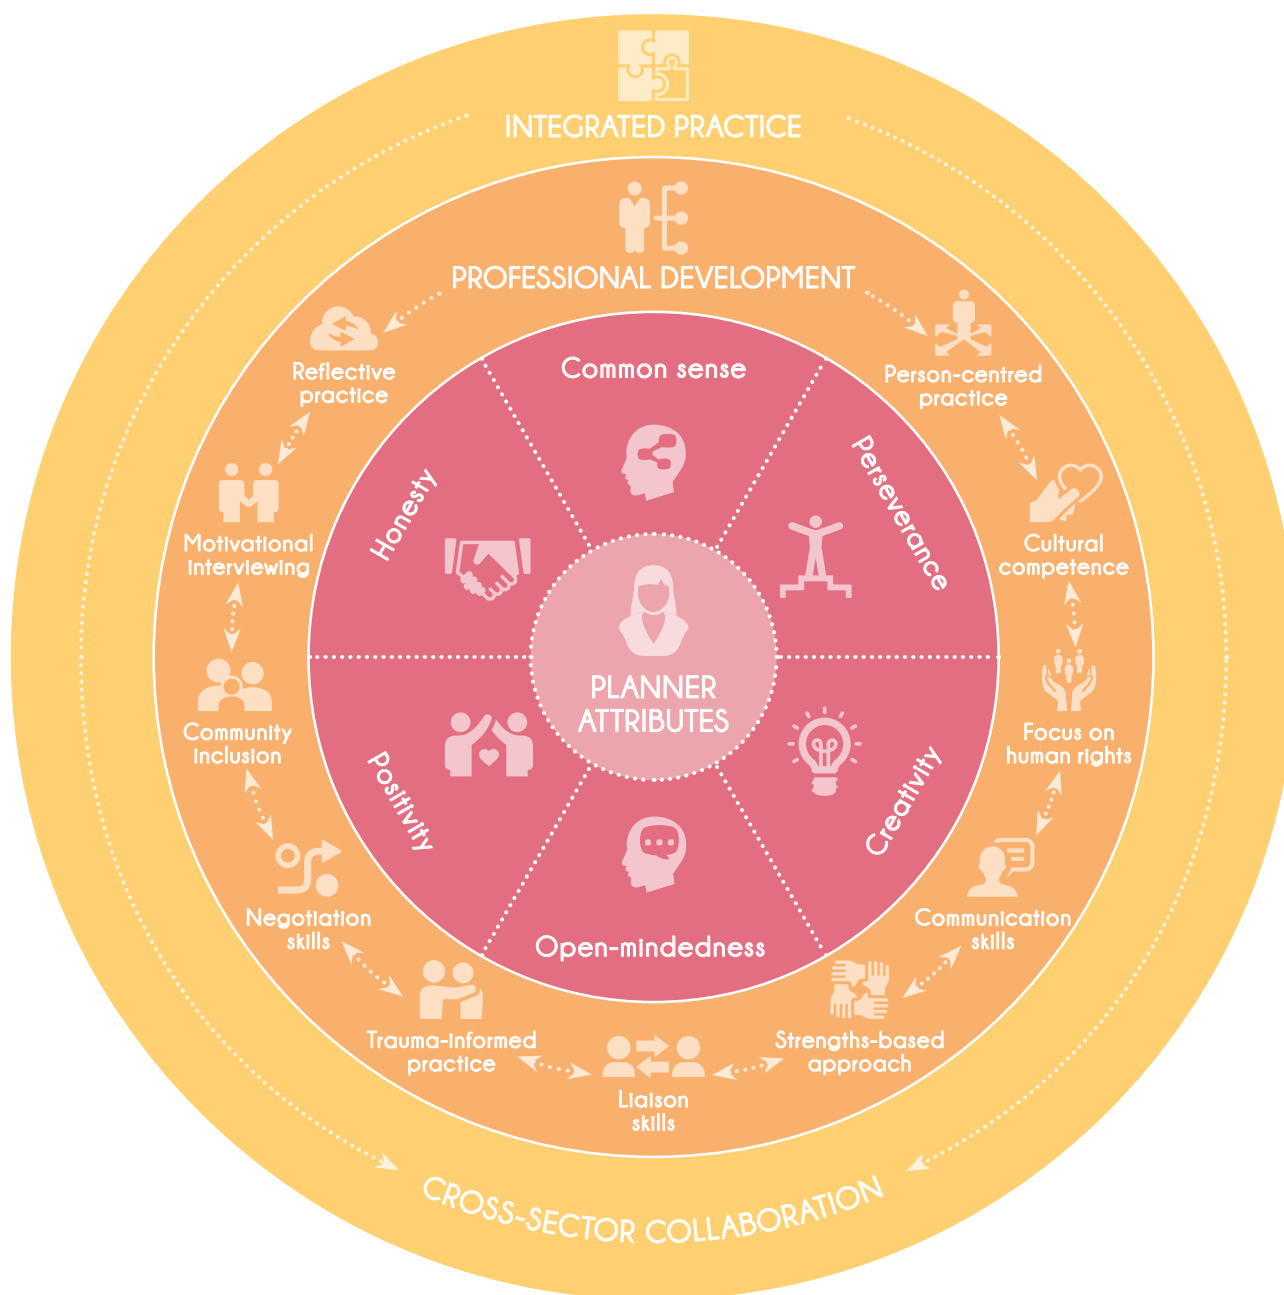 INTEGRATED PRACTICE
PROFESSIONAL DEVELOPMENT
Reflective
practice
Person-centred
practice
Common sense
Honesty
Perseverance
Motivational
interviewing
Cultural
competence
PLANNER
ATTRIBUTES
Community
inclusion
Focus on
human rights
Positivity
Creativity
Negotiation
skills
Communication
skills
Open-mindedness
Trauma-informed
practice
Strengths-based
approach
Liaison
skills
CROSS-SECTOR COLLABORATION